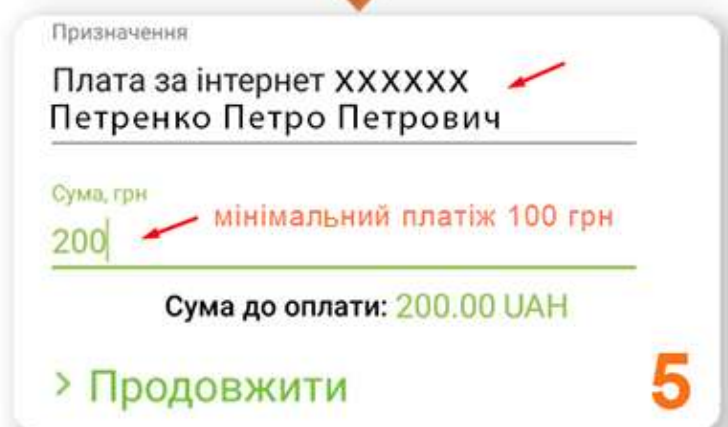 Призначення
Плата за інтернет XXXXXX
Петренко Петро Петрович
Сума, грн
200 мінімальний платіж 100 грн
Сума до оплати: 200.00 UAH
> Продовжити
5